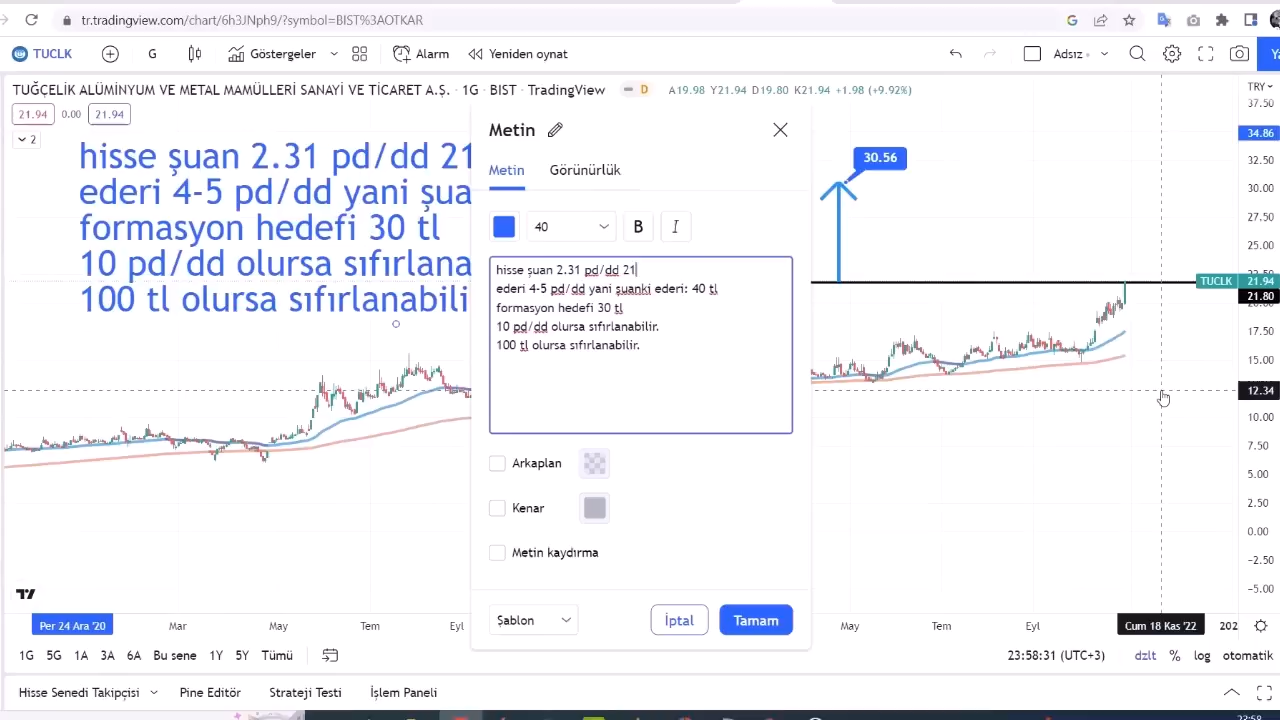 tr.tradingview.com/chart/6h3JNph9/?symbol=BIST%3AOTKAR
TUCLK
G
Göstergeler
Alarm
Yeniden oynat
Adsız
TUĞÇELİK ALÜMİNYUM VE METAL MAMÜLLERİ SANAYİ VE TİCARET A.Ş. · 1G · BIST · TradingView
D
A19.98 Y21.94 D19.80 K21.94 +1.98 (+9.92%)
TRY
21.94
0.00
21.94
2
hisse şuan 2.31 pd/dd 21
ederi 4-5 pd/dd yani şua
formasyon hedefi 30 tl
10 pd/dd olursa sıfırlana
100 tl olursa sıfırlanabili
Metin
Metin
Görünürlük
40
B
I
hisse şuan 2.31 pd/dd 21
ederi 4-5 pd/dd yani şuanki ederi: 40 tl
formasyon hedefi 30 tl
10 pd/dd olursa sıfırlanabilir.
100 tl olursa sıfırlanabilir.
Arkaplan
Kenar
Metin kaydırma
Şablon
İptal
Tamam
30.56
37.50
34.86
32.50
30.00
27.50
25.00
22.50
TUCLK
21.94
21.80
20.00
17.50
15.00
12.34
10.00
7.50
5.00
2.50
0.00
−2.50
−5.00
Per 24 Ara '20
Mar
May
Tem
Eyl
May
Tem
Eyl
Cum 18 Kas '22
202
1G
5G
1A
3A
6A
Bu sene
1Y
5Y
Tümü
23:58:31 (UTC+3)
dzlt
%
log
otomatik
Hisse Senedi Takipçisi
Pine Editör
Strateji Testi
İşlem Paneli